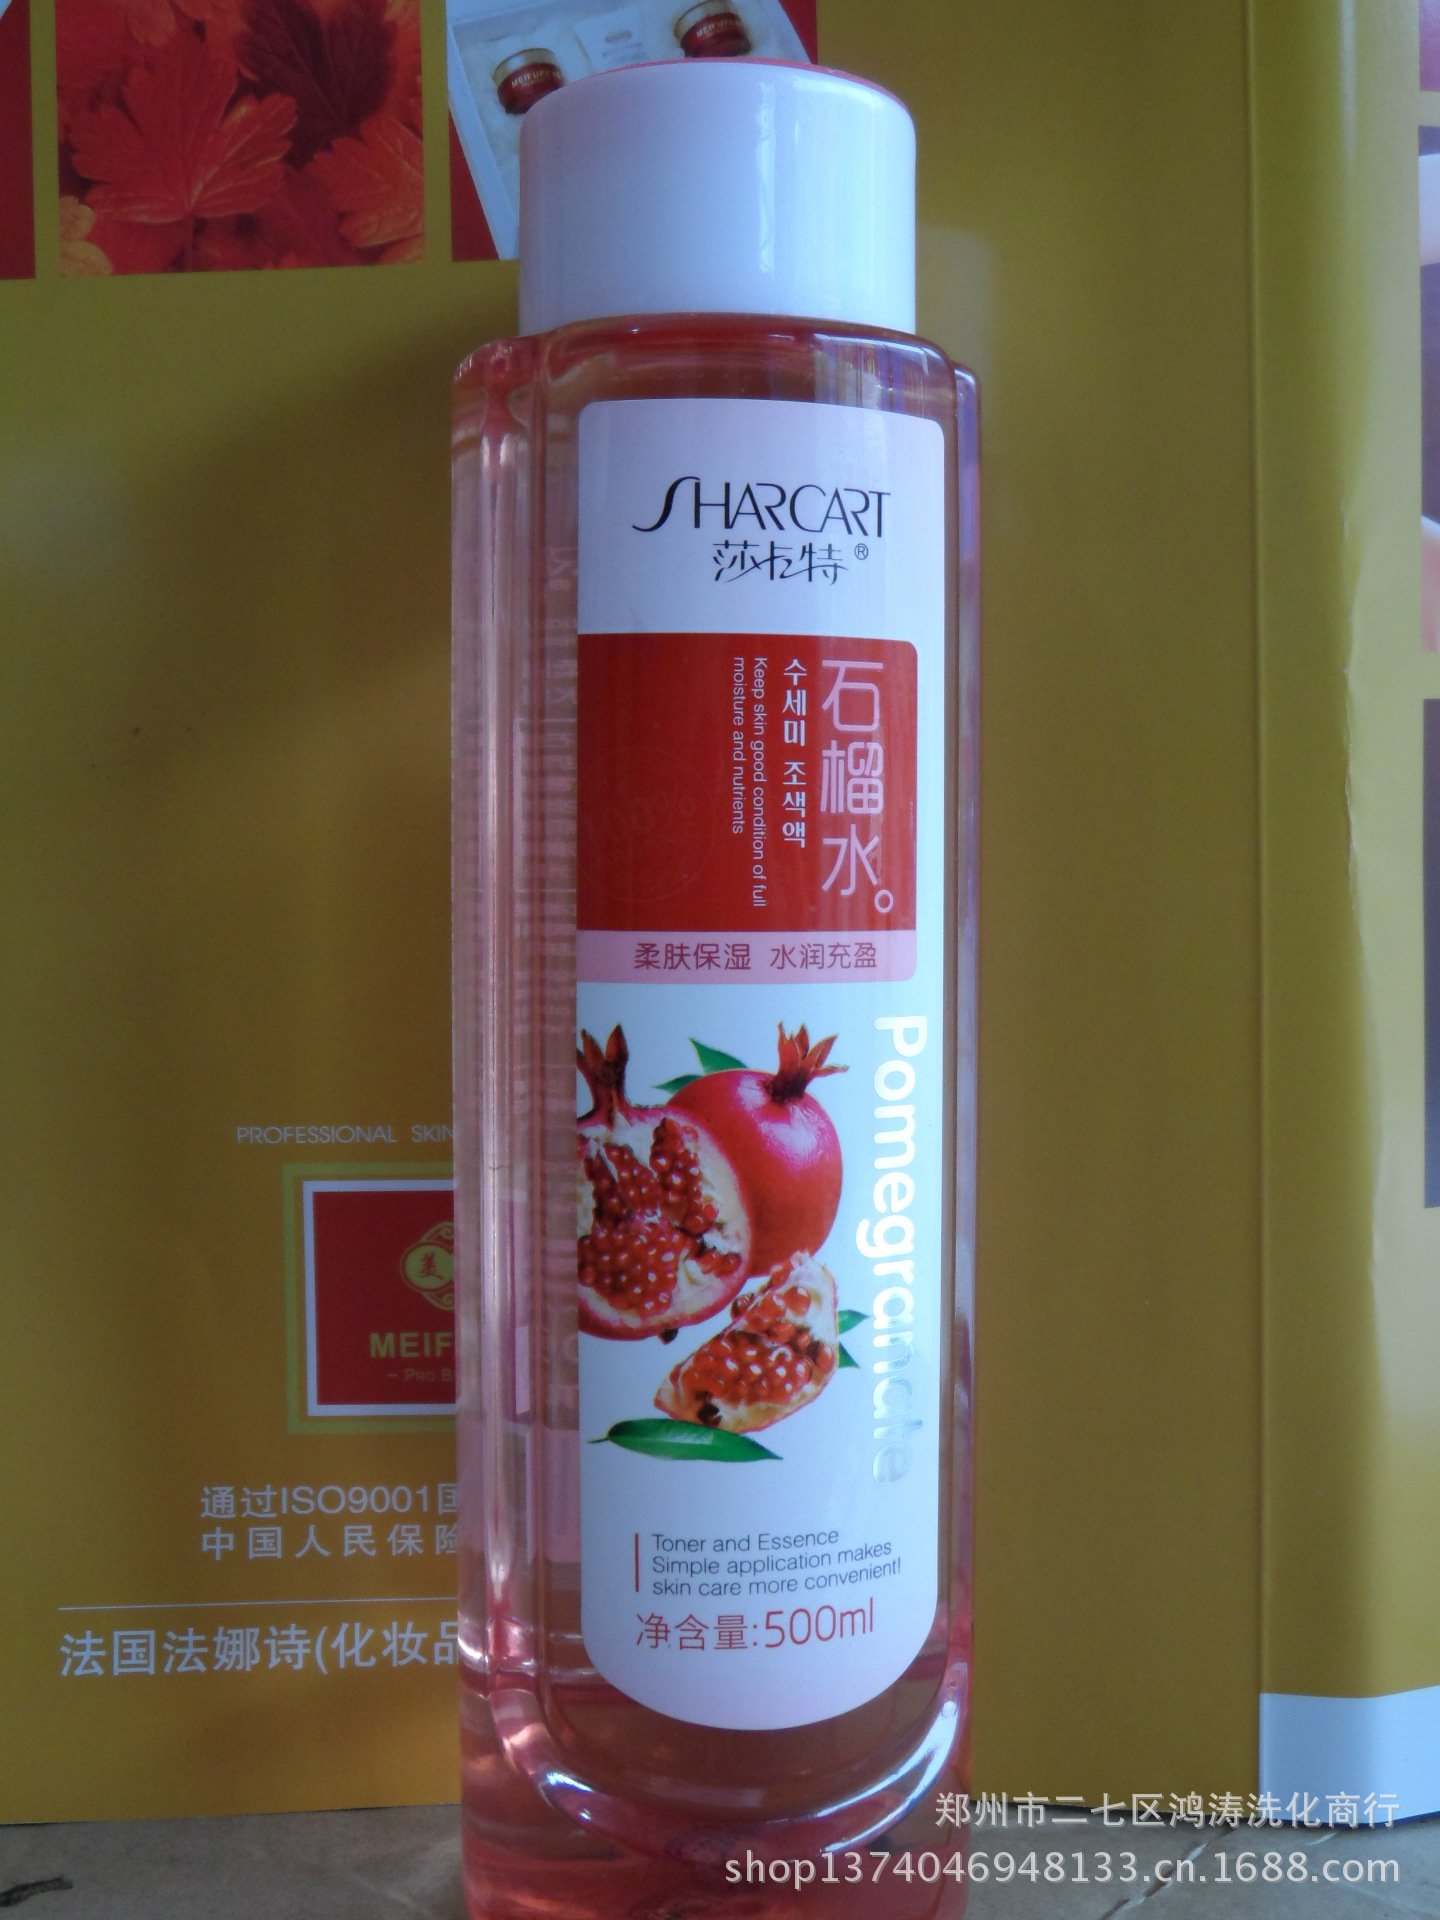 MEIFUPA
SHARCART
莎卡特®
石榴水。
수세미 조색액
Keep skin good condition of full
moisture and nutrients
柔肤保湿 水润充盈
Pomegranate
PROFESSIONAL SKIN
美
MEIF
- PRO B
通过ISO9001国
中国人民保险
法国法娜诗(化妆品
Toner and Essence
Simple application makes
skin care more convenient!
净含量:500ml
郑州市二七区鸿涛洗化商行
shop1374046948133.cn.1688.com